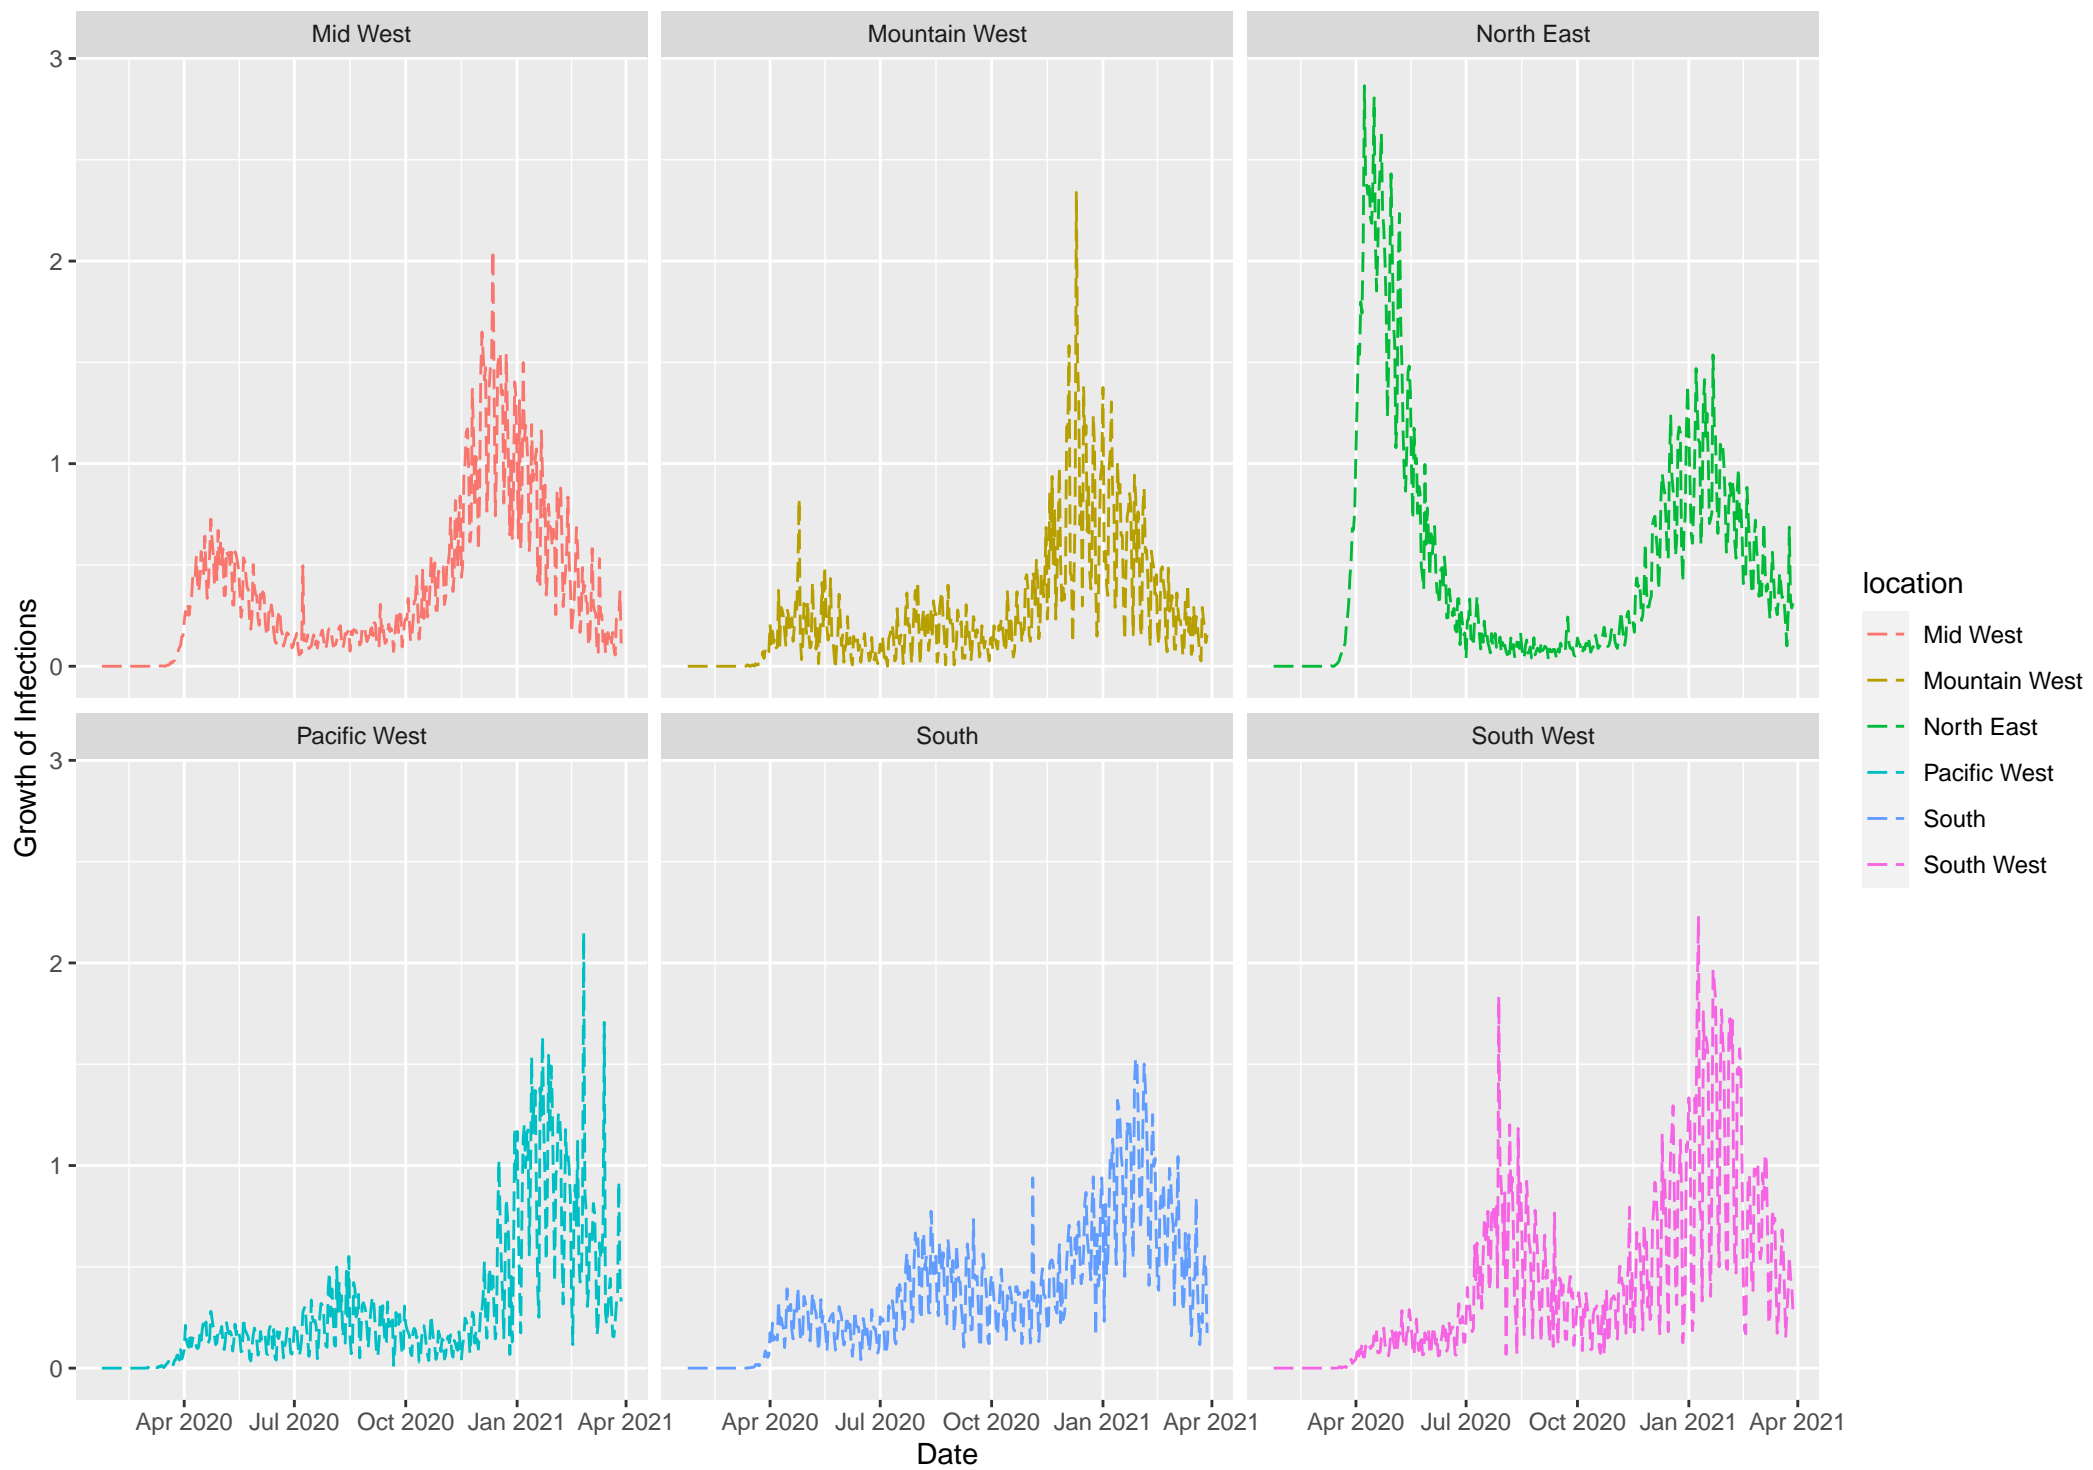 Mid West
Mountain West
North East
3
2
1
0
Pacific West
South
South West
3
2
1
0
Growth of Infections
Apr 2020 Jul 2020 Oct 2020 Jan 2021 Apr 2021
Apr 2020 Jul 2020 Oct 2020 Jan 2021 Apr 2021
Apr 2020 Jul 2020 Oct 2020 Jan 2021 Apr 2021
Date
location
Mid West
Mountain West
North East
Pacific West
South
South West